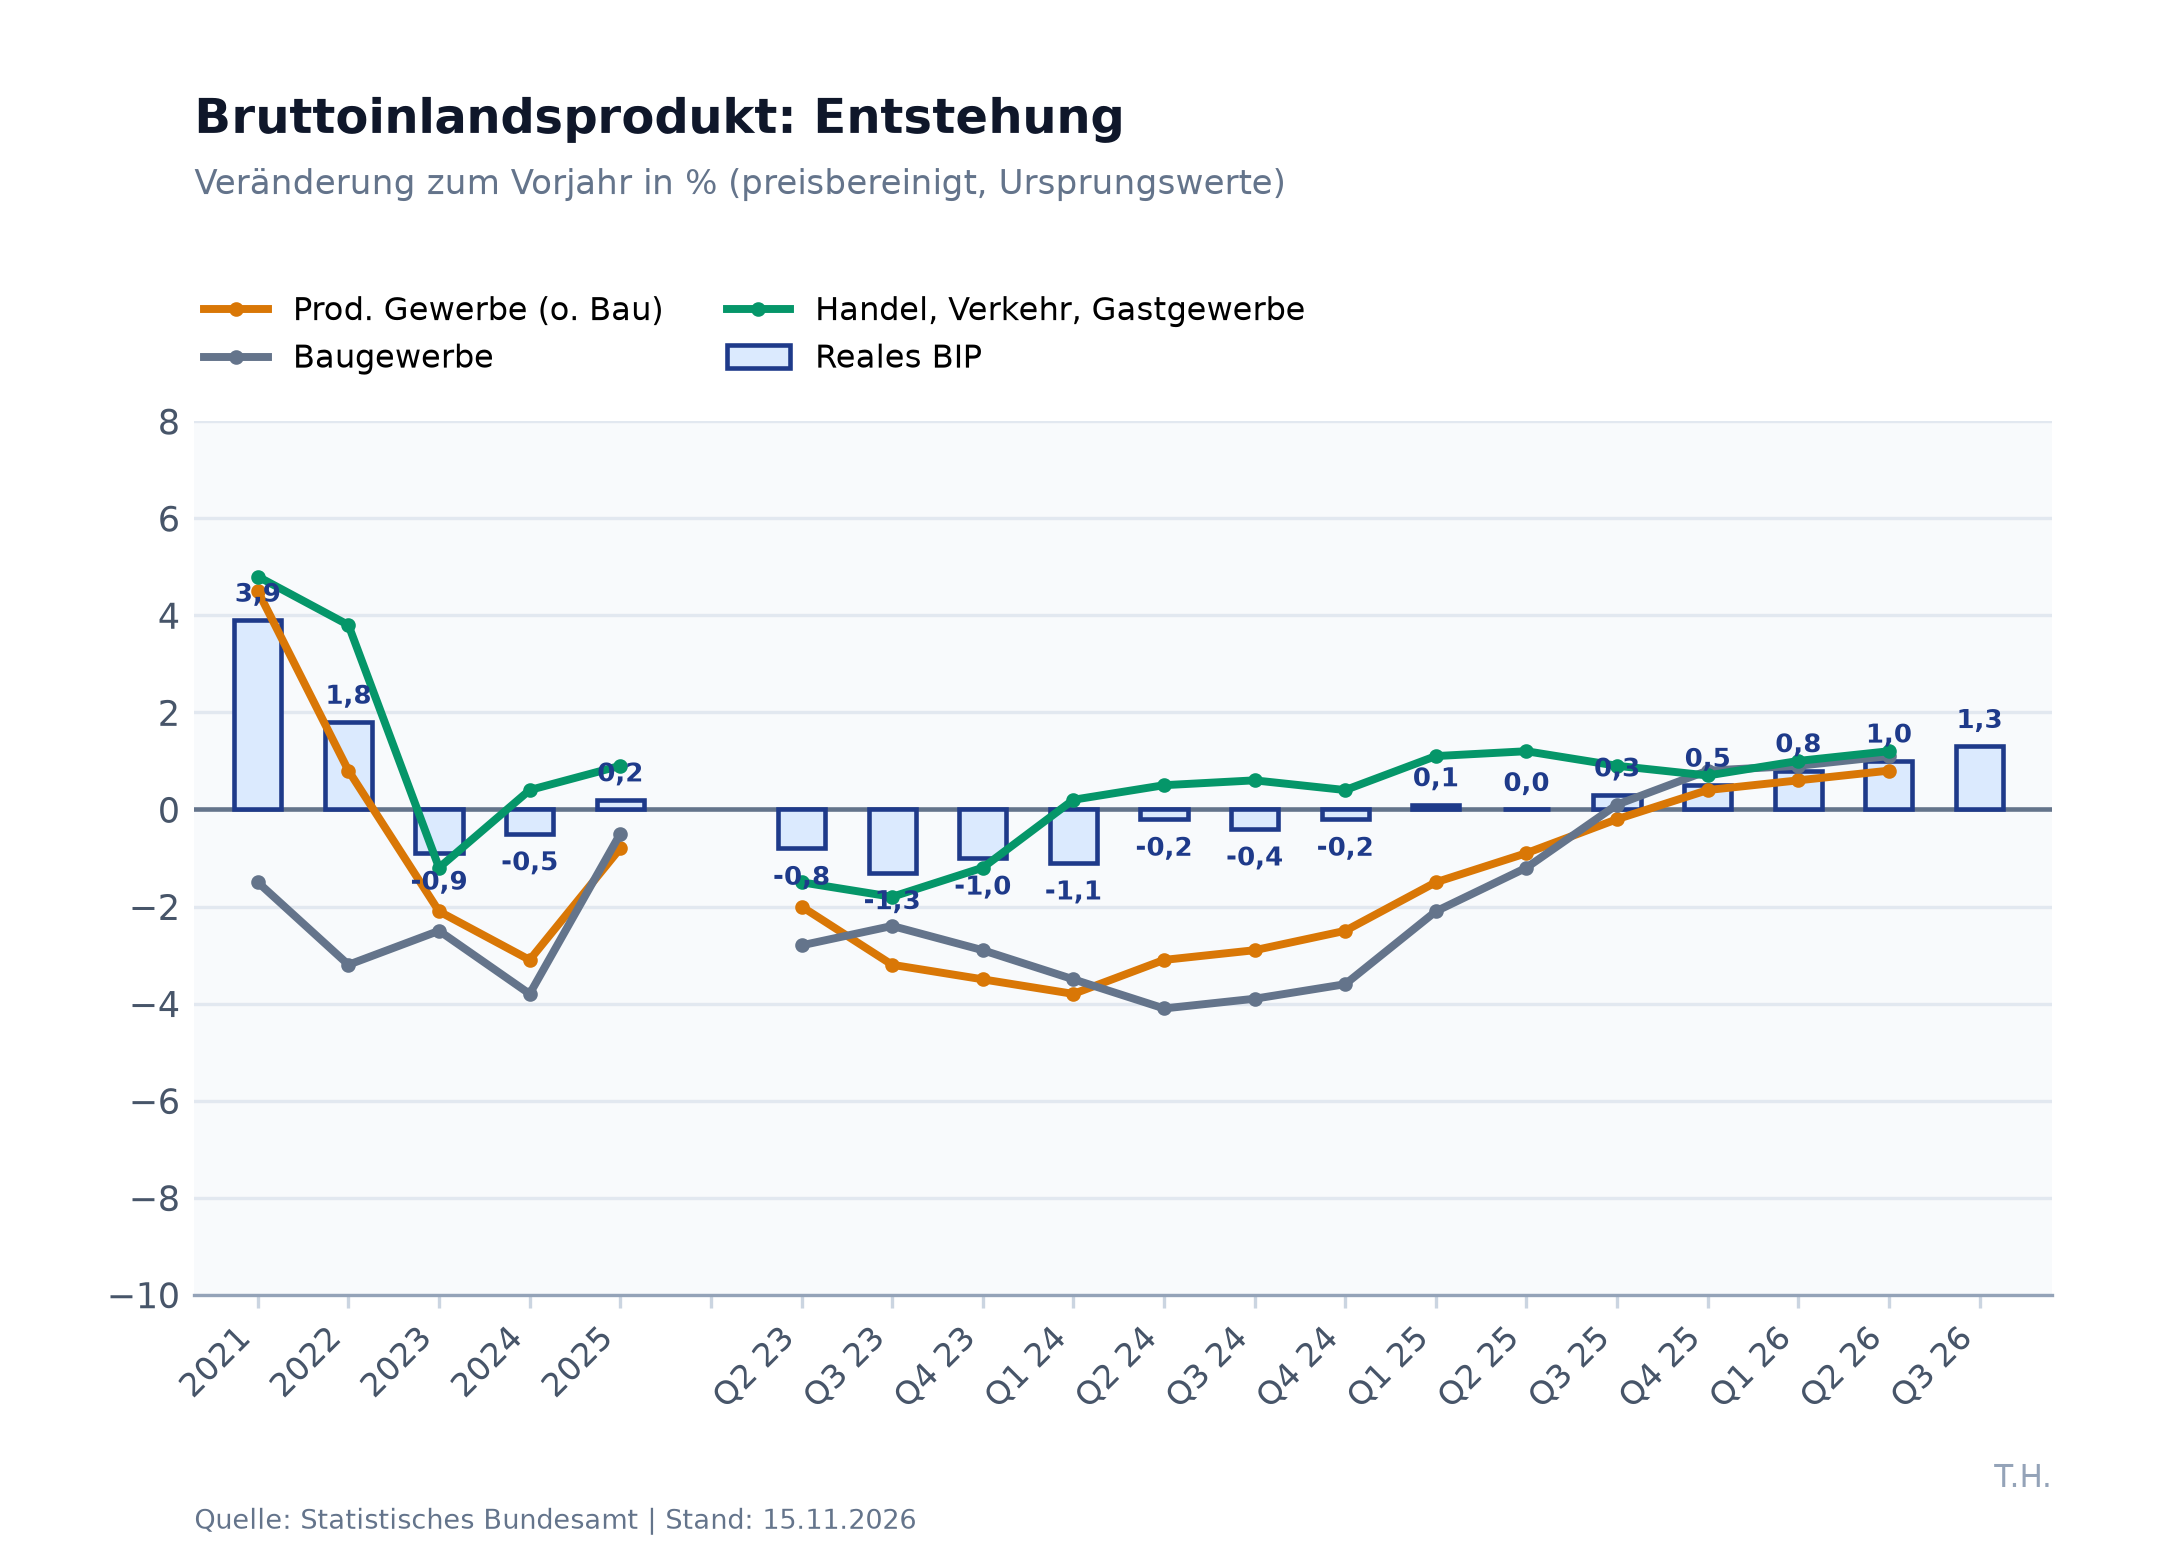 Bruttoinlandsprodukt: Entstehung
Veränderung zum Vorjahr in % (preisbereinigt, Ursprungswerte)
Prod. Gewerbe (o. Bau)
Handel, Verkehr, Gastgewerbe
Baugewerbe
Reales BIP
8
6
4
2
0
−2
−4
−6
−8
−10
3,9
1,8
-0,9
-0,5
0,2
-0,8
-1,3
-1,0
-1,1
-0,2
-0,4
-0,2
0,1
0,0
0,3
0,5
0,8
1,0
1,3
2021
2022
2023
2024
2025
Q2 23
Q3 23
Q4 23
Q1 24
Q2 24
Q3 24
Q4 24
Q1 25
Q2 25
Q3 25
Q4 25
Q1 26
Q2 26
Q3 26
T.H.
Quelle: Statistisches Bundesamt | Stand: 15.11.2026